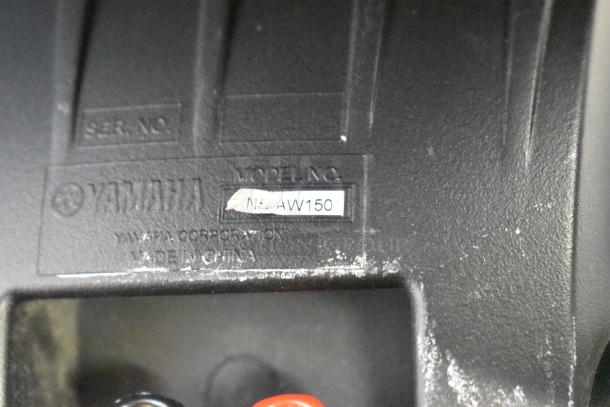 SER. NO.
MODEL NO.
YAMAHA
NS-AW150
YAMAHA CORPORATION
MADE IN CHINA